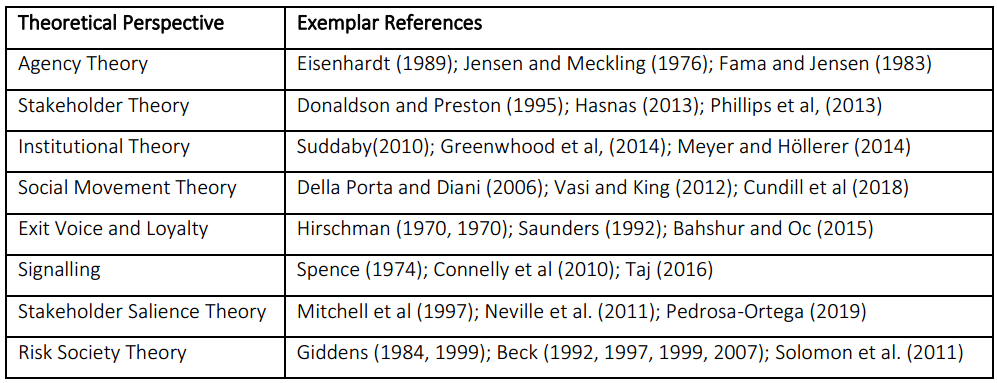 Theoretical Perspective Exemplar References
Agency Theory Eisenhardt (1989); Jensen and Meckling (1976); Fama and Jensen (1983)
Stakeholder Theory Donaldson and Preston (1995); Hasnas (2013); Phillips et al, (2013)
Institutional Theory Suddaby(2010); Greenwhood et al, (2014); Meyer and Höllerer (2014)
Social Movement Theory Della Porta and Diani (2006); Vasi and King (2012); Cundill et al (2018)
Exit Voice and Loyalty Hirschman (1970, 1970); Saunders (1992); Bahshur and Oc (2015)
Signalling Spence (1974); Connelly et al (2010); Taj (2016)
Stakeholder Salience Theory Mitchell et al (1997); Neville et al. (2011); Pedrosa-Ortega (2019)
Risk Society Theory Giddens (1984, 1999); Beck (1992, 1997, 1999, 2007); Solomon et al. (2011)